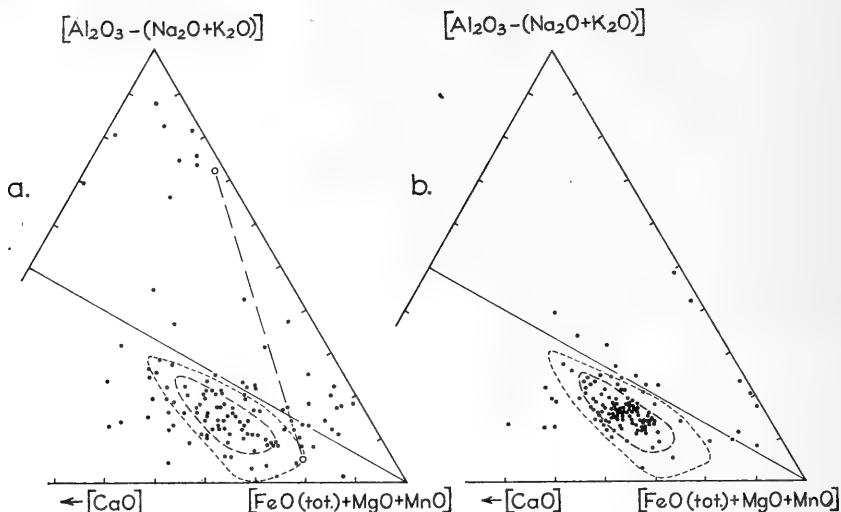 [Al₂O₃-(Na₂O+K₂O)]
[Al₂O₃-(Na₂O+K₂O)]
a.
b.
←[CaO]
[FeO(tot.)+MgO+MnO]
←[CaO]
[FeO(tot.)+MgO+MnO]